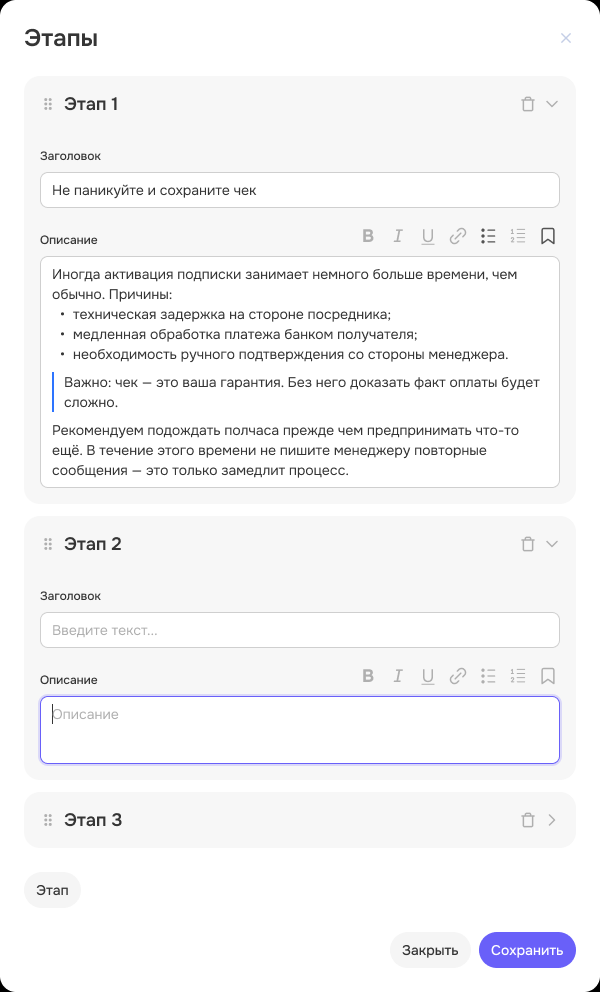 Этапы
Этап 1
Заголовок
Не паникуйте и сохраните чек
Описание
B I U
Иногда активация подписки занимает немного больше времени, чем
обычно. Причины:
• техническая задержка на стороне посредника;
• медленная обработка платежа банком получателя;
• необходимость ручного подтверждения со стороны менеджера.
Важно: чек — это ваша гарантия. Без него доказать факт оплаты будет
сложно.
Рекомендуем подождать полчаса прежде чем предпринимать что-то
ещё. В течение этого времени не пишите менеджеру повторные
сообщения — это только замедлит процесс.
Этап 2
Заголовок
Введите текст...
Описание
B I U
Описание
Этап 3
Этап
Закрыть
Сохранить